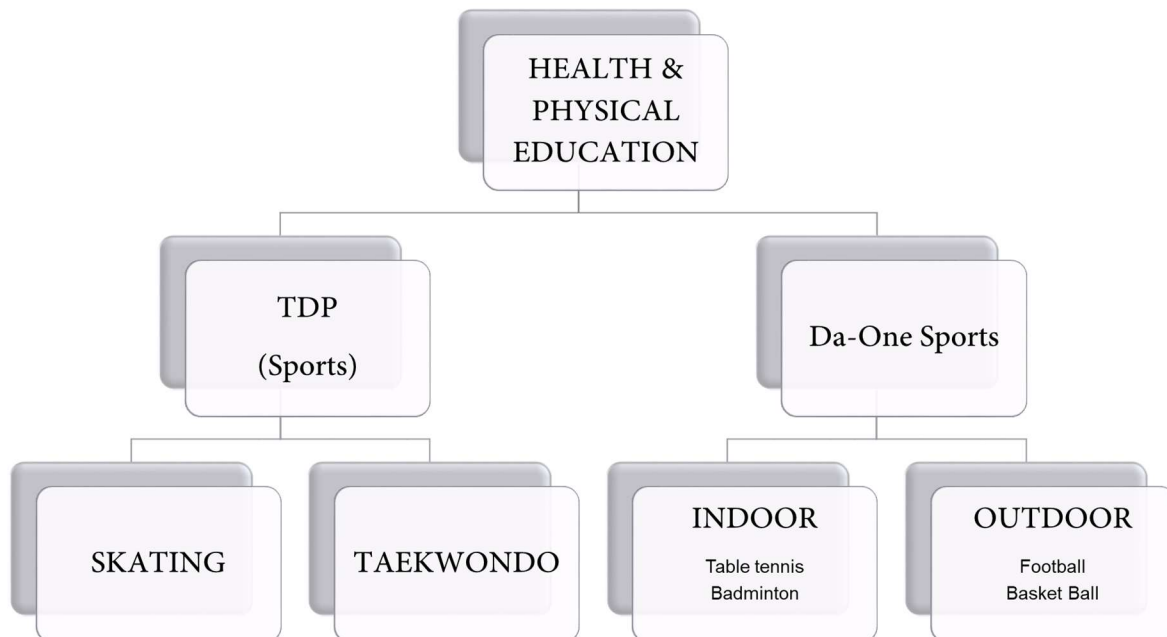 HEALTH &
PHYSICAL
EDUCATION
TDP
(Sports)
Da-One Sports
SKATING
TAEKWONDO
INDOOR
Table tennis
Badminton
OUTDOOR
Football
Basket Ball